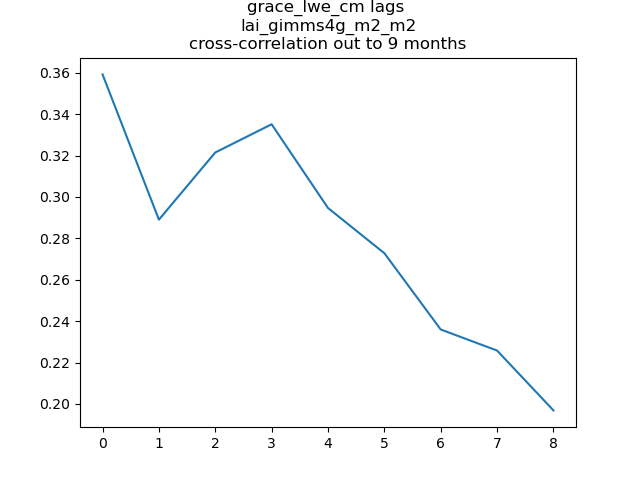 grace_lwe_cm lags
lai_gimms4g_m2_m2
cross-correlation out to 9 months
0.36
0.34
0.32
0.30
0.28
0.26
0.24
0.22
0.20
0 1 2 3 4 5 6 7 8